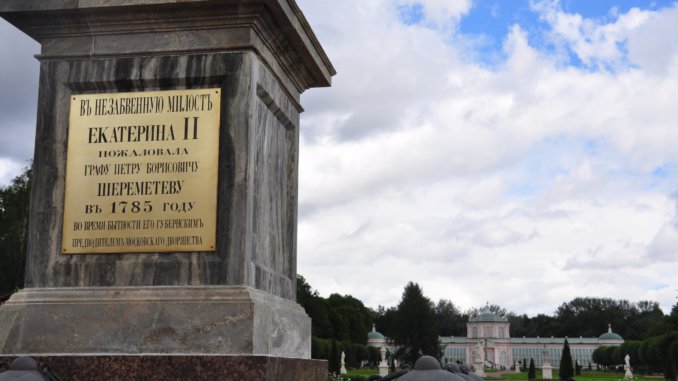 ВЪ НЕЗАБВЕННУЮ МИЛОСТЬ
ЕКАТЕРИНА II
ПОЖАЛОВАЛА
ГРАФУ ПЕТРУ БОРИСОВИЧУ
ШЕРЕМЕТЕВУ
ВЪ 1785 ГОДУ
ВО ВРЕМЯ БЫТНОСТИ ЕГО ГУБЕРНСКИМЪ
ПРЕДВОДИТЕЛЕМЪ МОСКОВСКАГО ДВОРЯНСТВА